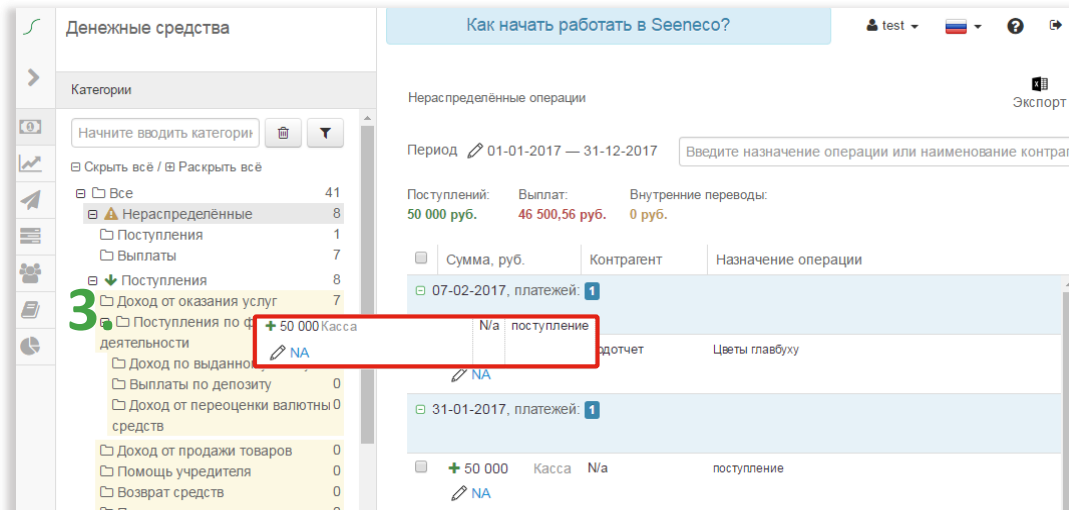 Денежные средства
Как начать работать в Seeneco?
test
Категории
Нераспределённые операции
Экспорт
Начните вводить категори
Период 01-01-2017 — 31-12-2017
Введите назначение операции или наименование
Скрыть всё / Раскрыть всё
Все 41
Нераспределённые 8
Поступления 1
Выплаты 7
Поступлений: Выплат: Внутренние переводы:
50 000 руб. 46 500,56 руб. 0 руб.
Сумма, руб. Контрагент Назначение операции
Поступления 8
Доход от оказания услуг 7
07-02-2017, платежей: 1
3.
Поступления по ф
деятельности
+ 50 000 Касса N/a поступление
NA
Цветы главбуху
NA
Доход по выданно
Выплаты по депозиту 0
Доход от переоценки валютны 0
средств
31-01-2017, платежей: 1
Доход от продажи товаров 0
Помощь учредителя 0
Возврат средств 0
+ 50 000 Касса N/a поступление
NA